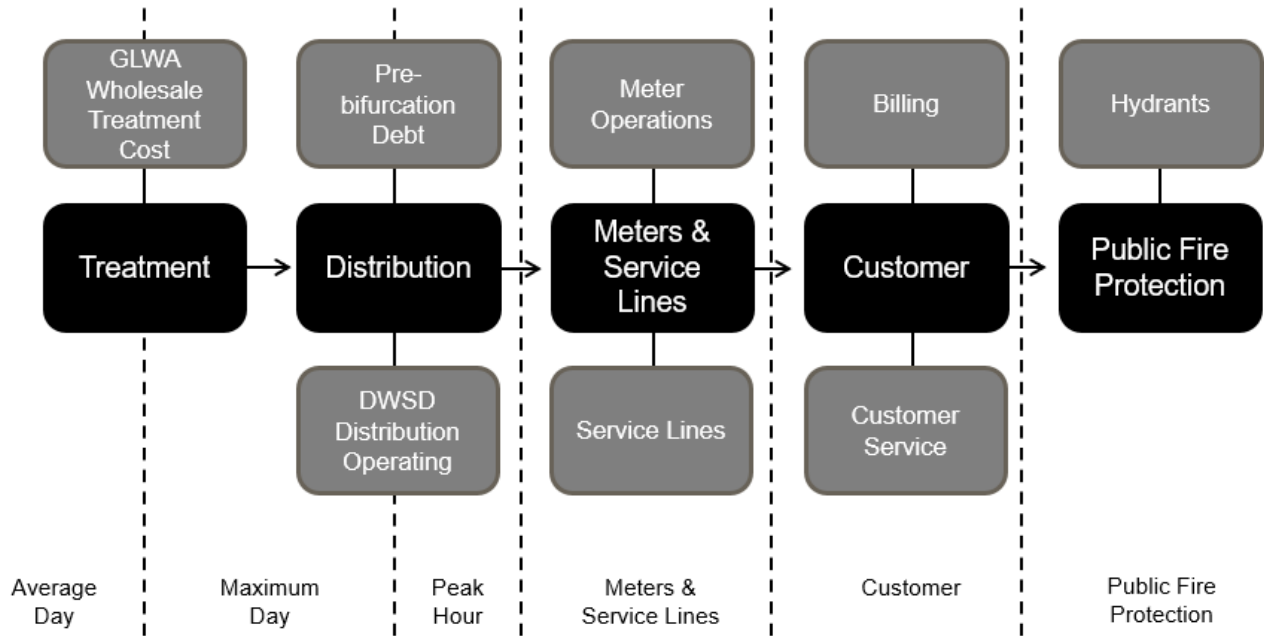 GLWA
Wholesale
Treatment
Cost
Pre-
bifurcation
Debt
Meter
Operations
Billing
Hydrants
Treatment
Distribution
Meters &
Service
Lines
Customer
Public Fire
Protection
DWSD
Distribution
Operating
Service Lines
Customer
Service
Average
Day
Maximum
Day
Peak
Hour
Meters &
Service Lines
Customer
Public Fire
Protection